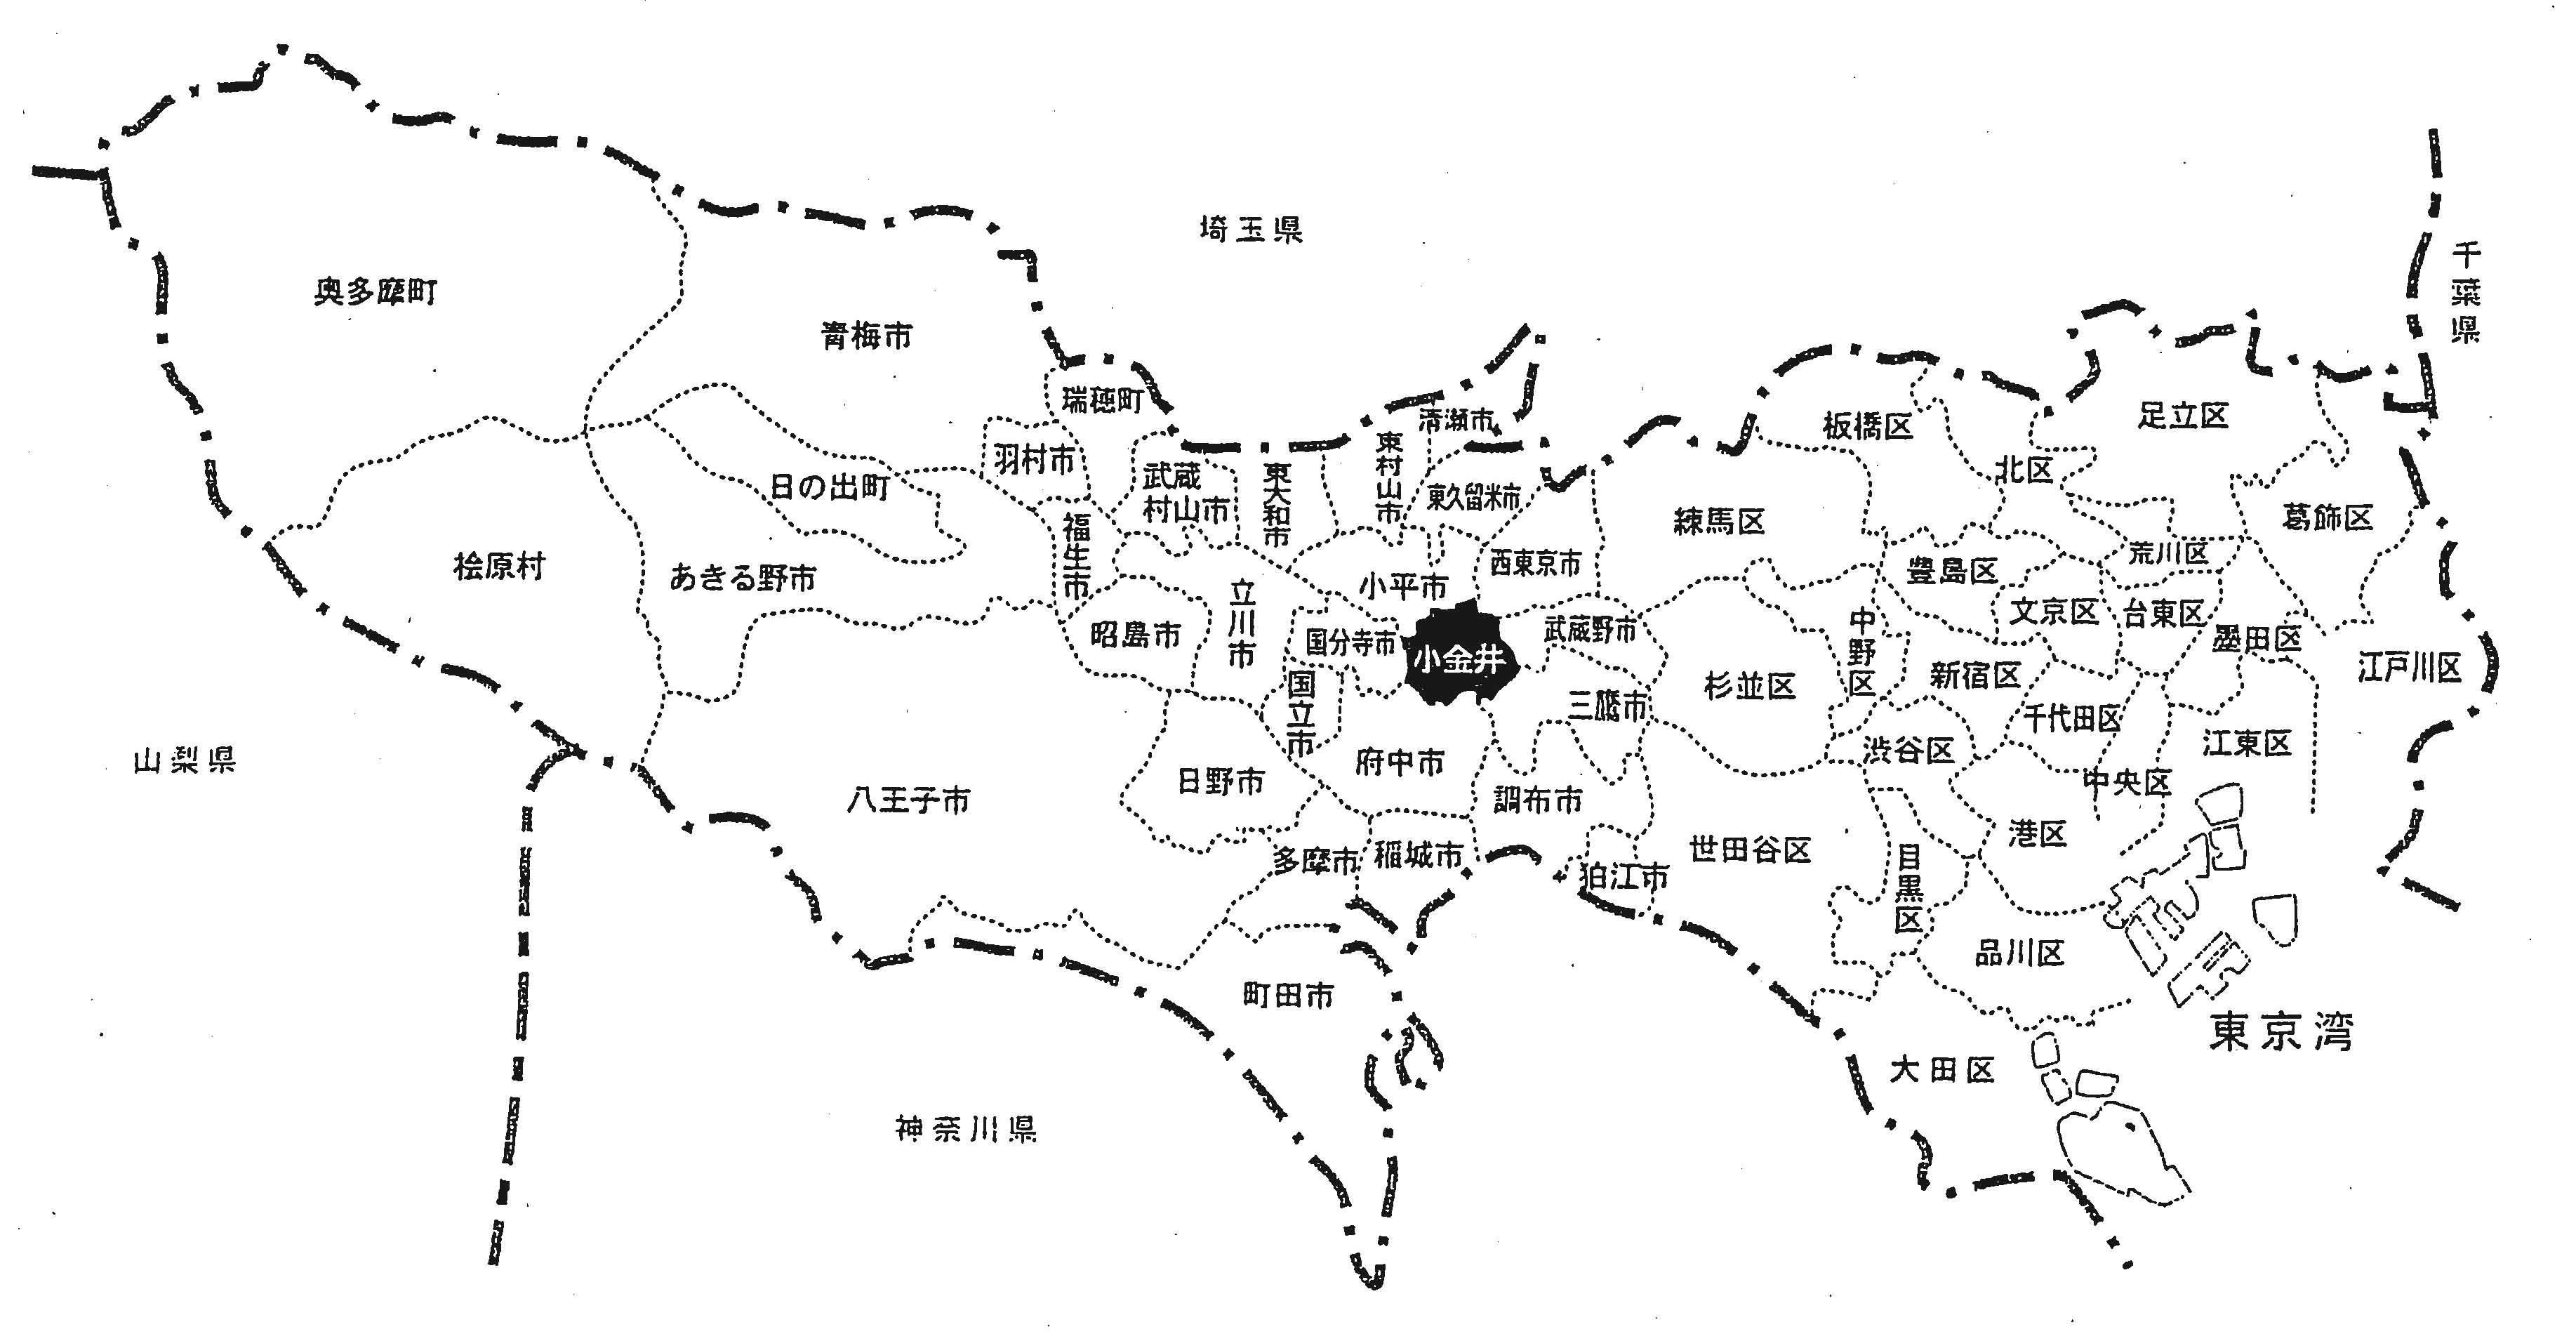 埼玉県
千葉県
奥多摩町
青梅市
瑞穂町
清瀬市
板橋区
足立区
羽村市
日の出町
武蔵
村山市
東大和市
東村山市
東久留米市
練馬区
北区
葛飾区
桧原村
あきる野市
福生市
立川市
小平市
西東京市
豊島区
荒川区
文京区
台東区
墨田区
江戸川区
昭島市
国分寺市
小金井
武蔵野市
中野区
新宿区
杉並区
三鷹市
国立市
千代田区
江東区
渋谷区
中央区
山梨県
八王子市
日野市
府中市
調布市
多摩市
稲城市
狛江市
世田谷区
目黒区
港区
品川区
町田市
東京湾
大田区
神奈川県